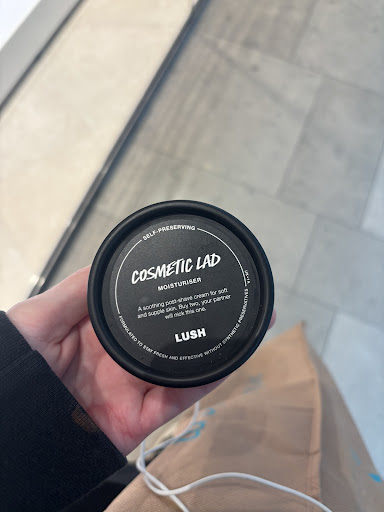 SELF-PRESERVING
COSMETIC LAD
MOISTURISER
A soothing post-shave cream for soft
and supple skin. Buy two, your partner
will nick this one.
LUSH
FORMULATED TO STAY FRESH AND EFFECTIVE WITHOUT SYNTHETIC PRESERVATIVES